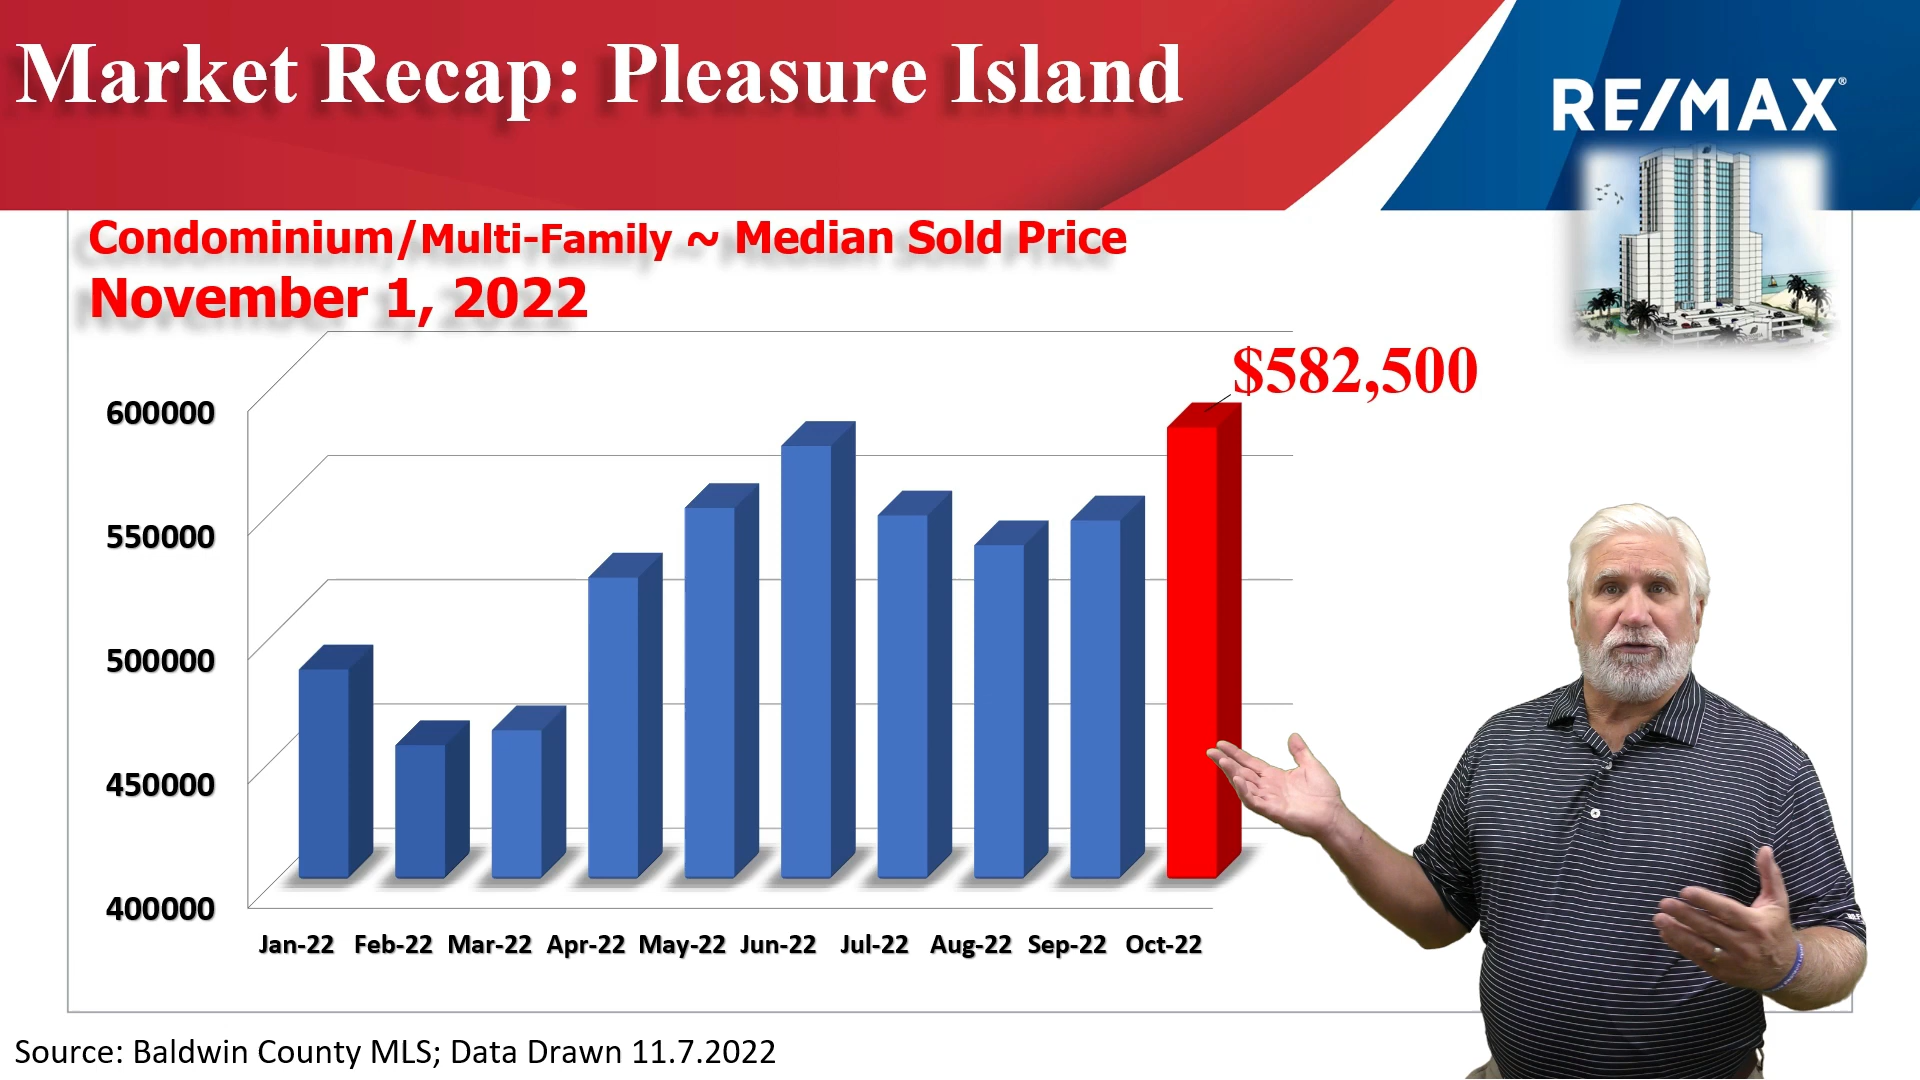 Market Recap: Pleasure Island
RE/MAX®
Condominium/Multi-Family ~ Median Sold Price
November 1, 2022
$582,500
600000
550000
500000
450000
400000
Jan-22 Feb-22 Mar-22 Apr-22 May-22 Jun-22 Jul-22 Aug-22 Sep-22 Oct-22
Source: Baldwin County MLS; Data Drawn 11.7.2022